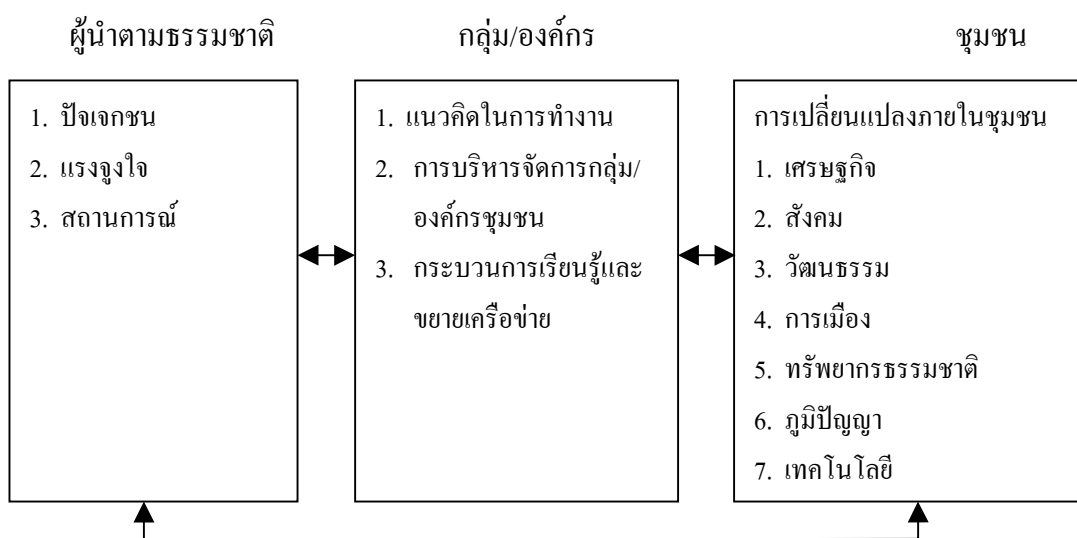 ผู้นำตามธรรมชาติ
กลุ่ม/องค์กร
ชุมชน
1. ปัจเจกชน
2. แรงจูงใจ
3. สถานการณ์
1. แนวคิดในการทำงาน
2. การบริหารจัดการกลุ่ม/
องค์กรชุมชน
3. กระบวนการเรียนรู้และ
ขยายเครือข่าย
การเปลี่ยนแปลงภายในชุมชน
1. เศรษฐกิจ
2. สังคม
3. วัฒนธรรม
4. การเมือง
5. ทรัพยากรธรรมชาติ
6. ภูมิปัญญา
7. เทคโนโลยี